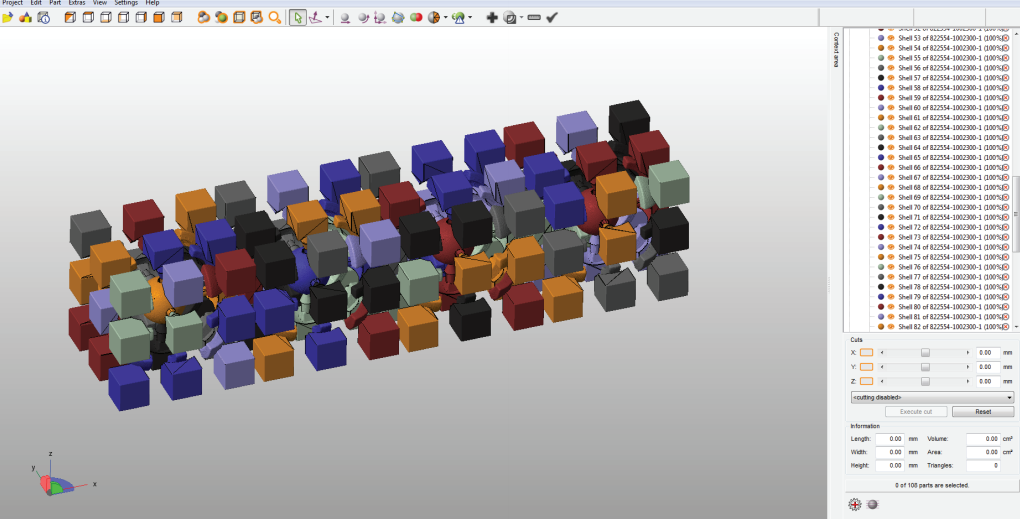 Project Edit Part Extras View Settings Help
Context area
Shell 53 of 822554-1002300-1 (100%)
Shell 54 of 822554-1002300-1 (100%)
Shell 55 of 822554-1002300-1 (100%)
Shell 56 of 822554-1002300-1 (100%)
Shell 57 of 822554-1002300-1 (100%)
Shell 58 of 822554-1002300-1 (100%)
Shell 59 of 822554-1002300-1 (100%)
Shell 60 of 822554-1002300-1 (100%)
Shell 61 of 822554-1002300-1 (100%)
Shell 62 of 822554-1002300-1 (100%)
Shell 63 of 822554-1002300-1 (100%)
Shell 64 of 822554-1002300-1 (100%)
Shell 65 of 822554-1002300-1 (100%)
Shell 66 of 822554-1002300-1 (100%)
Shell 67 of 822554-1002300-1 (100%)
Shell 68 of 822554-1002300-1 (100%)
Shell 69 of 822554-1002300-1 (100%)
Shell 70 of 822554-1002300-1 (100%)
Shell 71 of 822554-1002300-1 (100%)
Shell 72 of 822554-1002300-1 (100%)
Shell 73 of 822554-1002300-1 (100%)
Shell 74 of 822554-1002300-1 (100%)
Shell 75 of 822554-1002300-1 (100%)
Shell 76 of 822554-1002300-1 (100%)
Shell 77 of 822554-1002300-1 (100%)
Shell 78 of 822554-1002300-1 (100%)
Shell 79 of 822554-1002300-1 (100%)
Shell 80 of 822554-1002300-1 (100%)
Shell 81 of 822554-1002300-1 (100%)
Shell 82 of 822554-1002300-1 (100%)
Cuts
X: 0.00 mm
Y: 0.00 mm
Z: 0.00 mm
<cutting disabled>
Execute cut Reset
Information
Length: 0.00 mm Volume: 0.00 cm³
Width: 0.00 mm Area: 0.00 cm²
Height: 0.00 mm Triangles: 0
0 of 108 parts are selected.
z
y
x